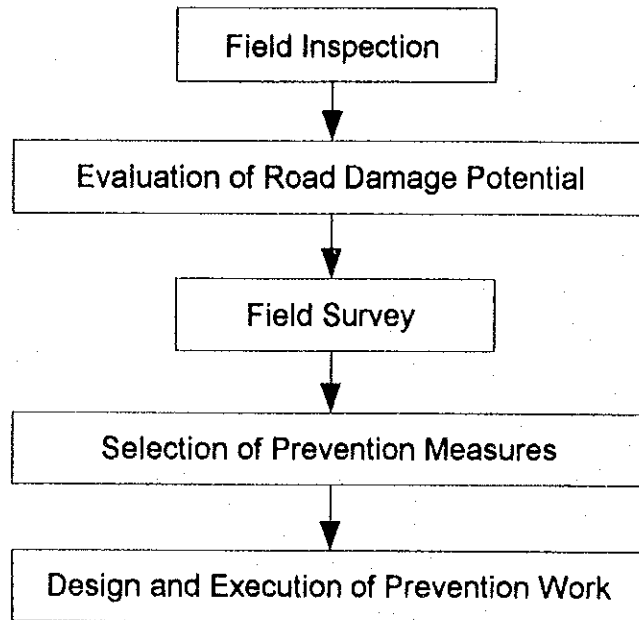 Field Inspection
Evaluation of Road Damage Potential
Field Survey
Selection of Prevention Measures
Design and Execution of Prevention Work